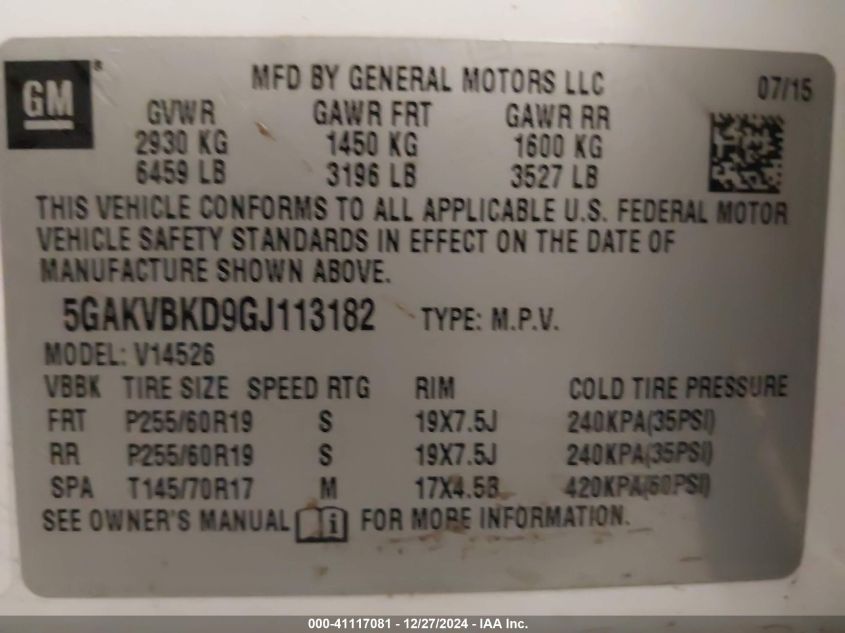 GM®
MFD BY GENERAL MOTORS LLC 07/15
GVWR GAWR FRT GAWR RR
2930 KG 1450 KG 1600 KG
6459 LB 3196 LB 3527 LB
THIS VEHICLE CONFORMS TO ALL APPLICABLE U.S. FEDERAL MOTOR
VEHICLE SAFETY STANDARDS IN EFFECT ON THE DATE OF
MANUFACTURE SHOWN ABOVE.
5GAKVBKD9GJ113182 TYPE: M.P.V.
MODEL: V14526
VBBK TIRE SIZE SPEED RTG RIM COLD TIRE PRESSURE
FRT P255/60R19 S 19X7.5J 240KPA(35PSI)
RR P255/60R19 S 19X7.5J 240KPA(35PSI)
SPA T145/70R17 M 17X4.5B 420KPA(60PSI)
SEE OWNER'S MANUAL i FOR MORE INFORMATION.
000-41117081 - 12/27/2024 - IAA Inc.